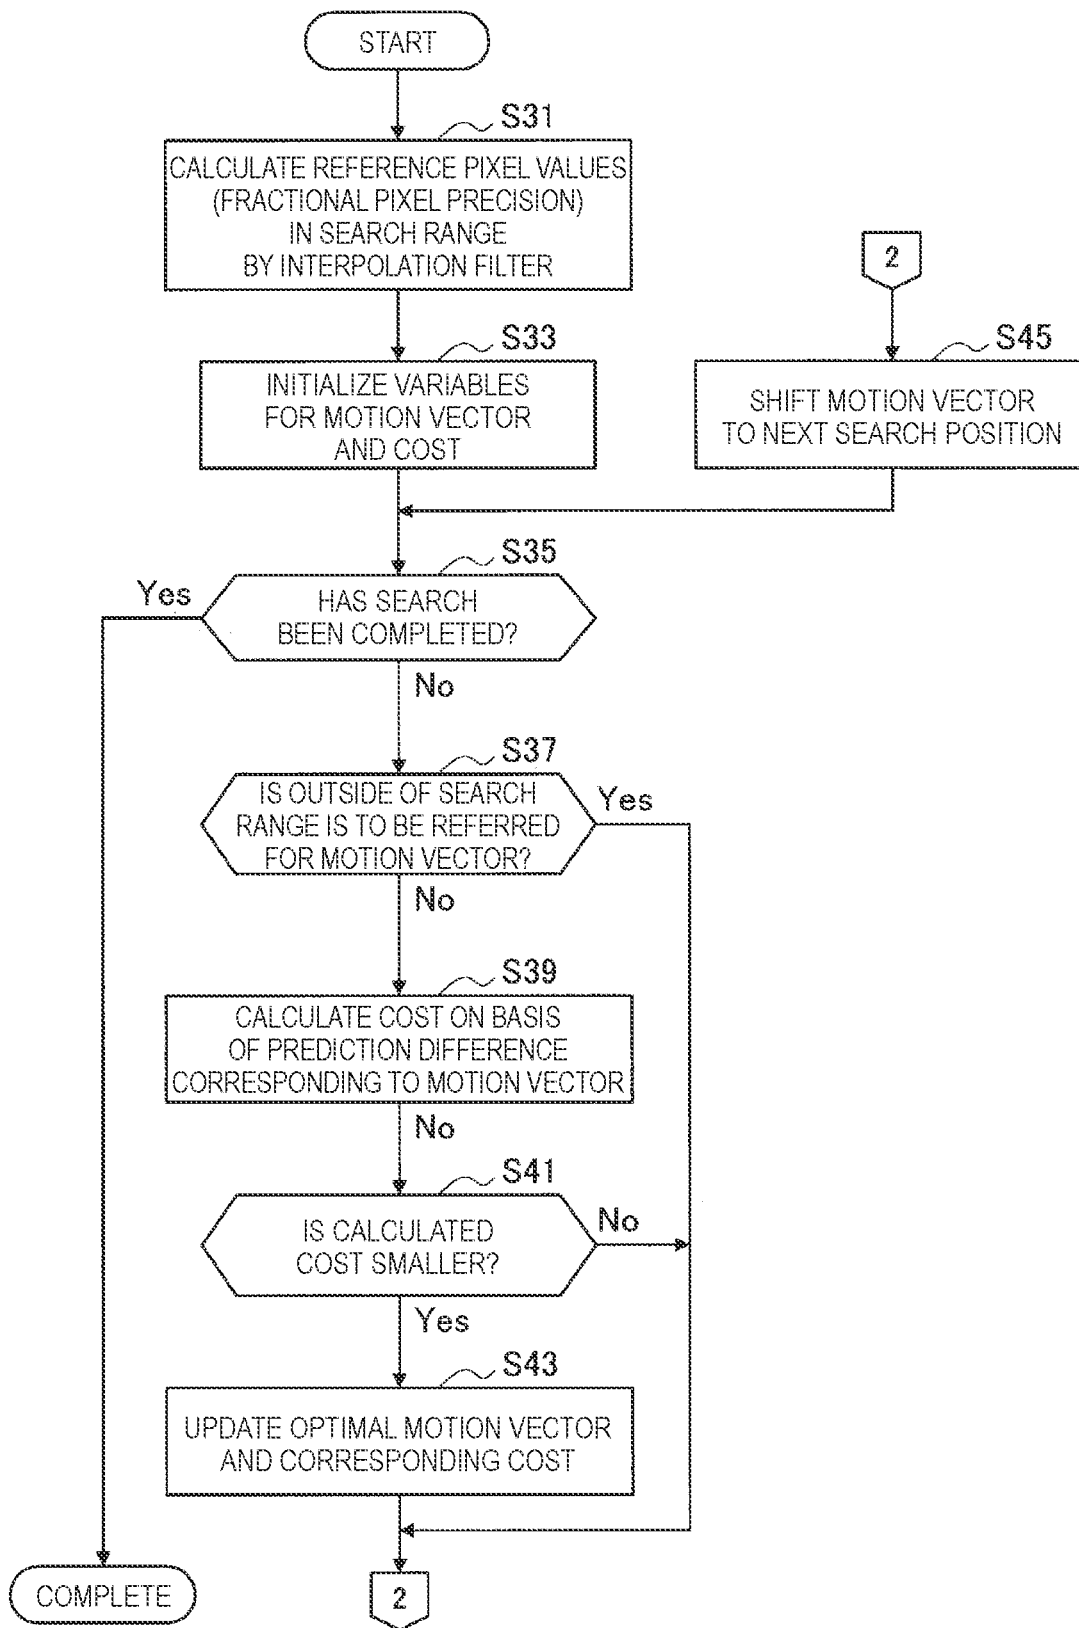 START
S31
CALCULATE REFERENCE PIXEL VALUES
(FRACTIONAL PIXEL PRECISION)
IN SEARCH RANGE
BY INTERPOLATION FILTER
2
S33
INITIALIZE VARIABLES
FOR MOTION VECTOR
AND COST
S45
SHIFT MOTION VECTOR
TO NEXT SEARCH POSITION
S35
Yes
HAS SEARCH
BEEN COMPLETED?
No
S37
IS OUTSIDE OF SEARCH
RANGE IS TO BE REFERRED
FOR MOTION VECTOR?
Yes
No
S39
CALCULATE COST ON BASIS
OF PREDICTION DIFFERENCE
CORRESPONDING TO MOTION VECTOR
No
S41
IS CALCULATED
COST SMALLER?
No
Yes
S43
UPDATE OPTIMAL MOTION VECTOR
AND CORRESPONDING COST
COMPLETE
2